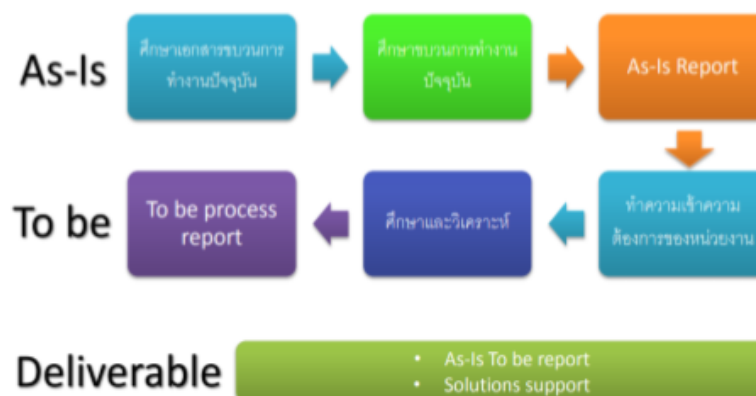 As-Is
ศึกษาเอกสารขบวนการ
ทำงานปัจจุบัน
ศึกษาขบวนการทำงาน
ปัจจุบัน
As-Is Report
To be
To be process
report
ศึกษาและวิเคราะห์
ทำความเข้าความ
ต้องการของหน่วยงาน
Deliverable
• As-Is To be report
• Solutions support